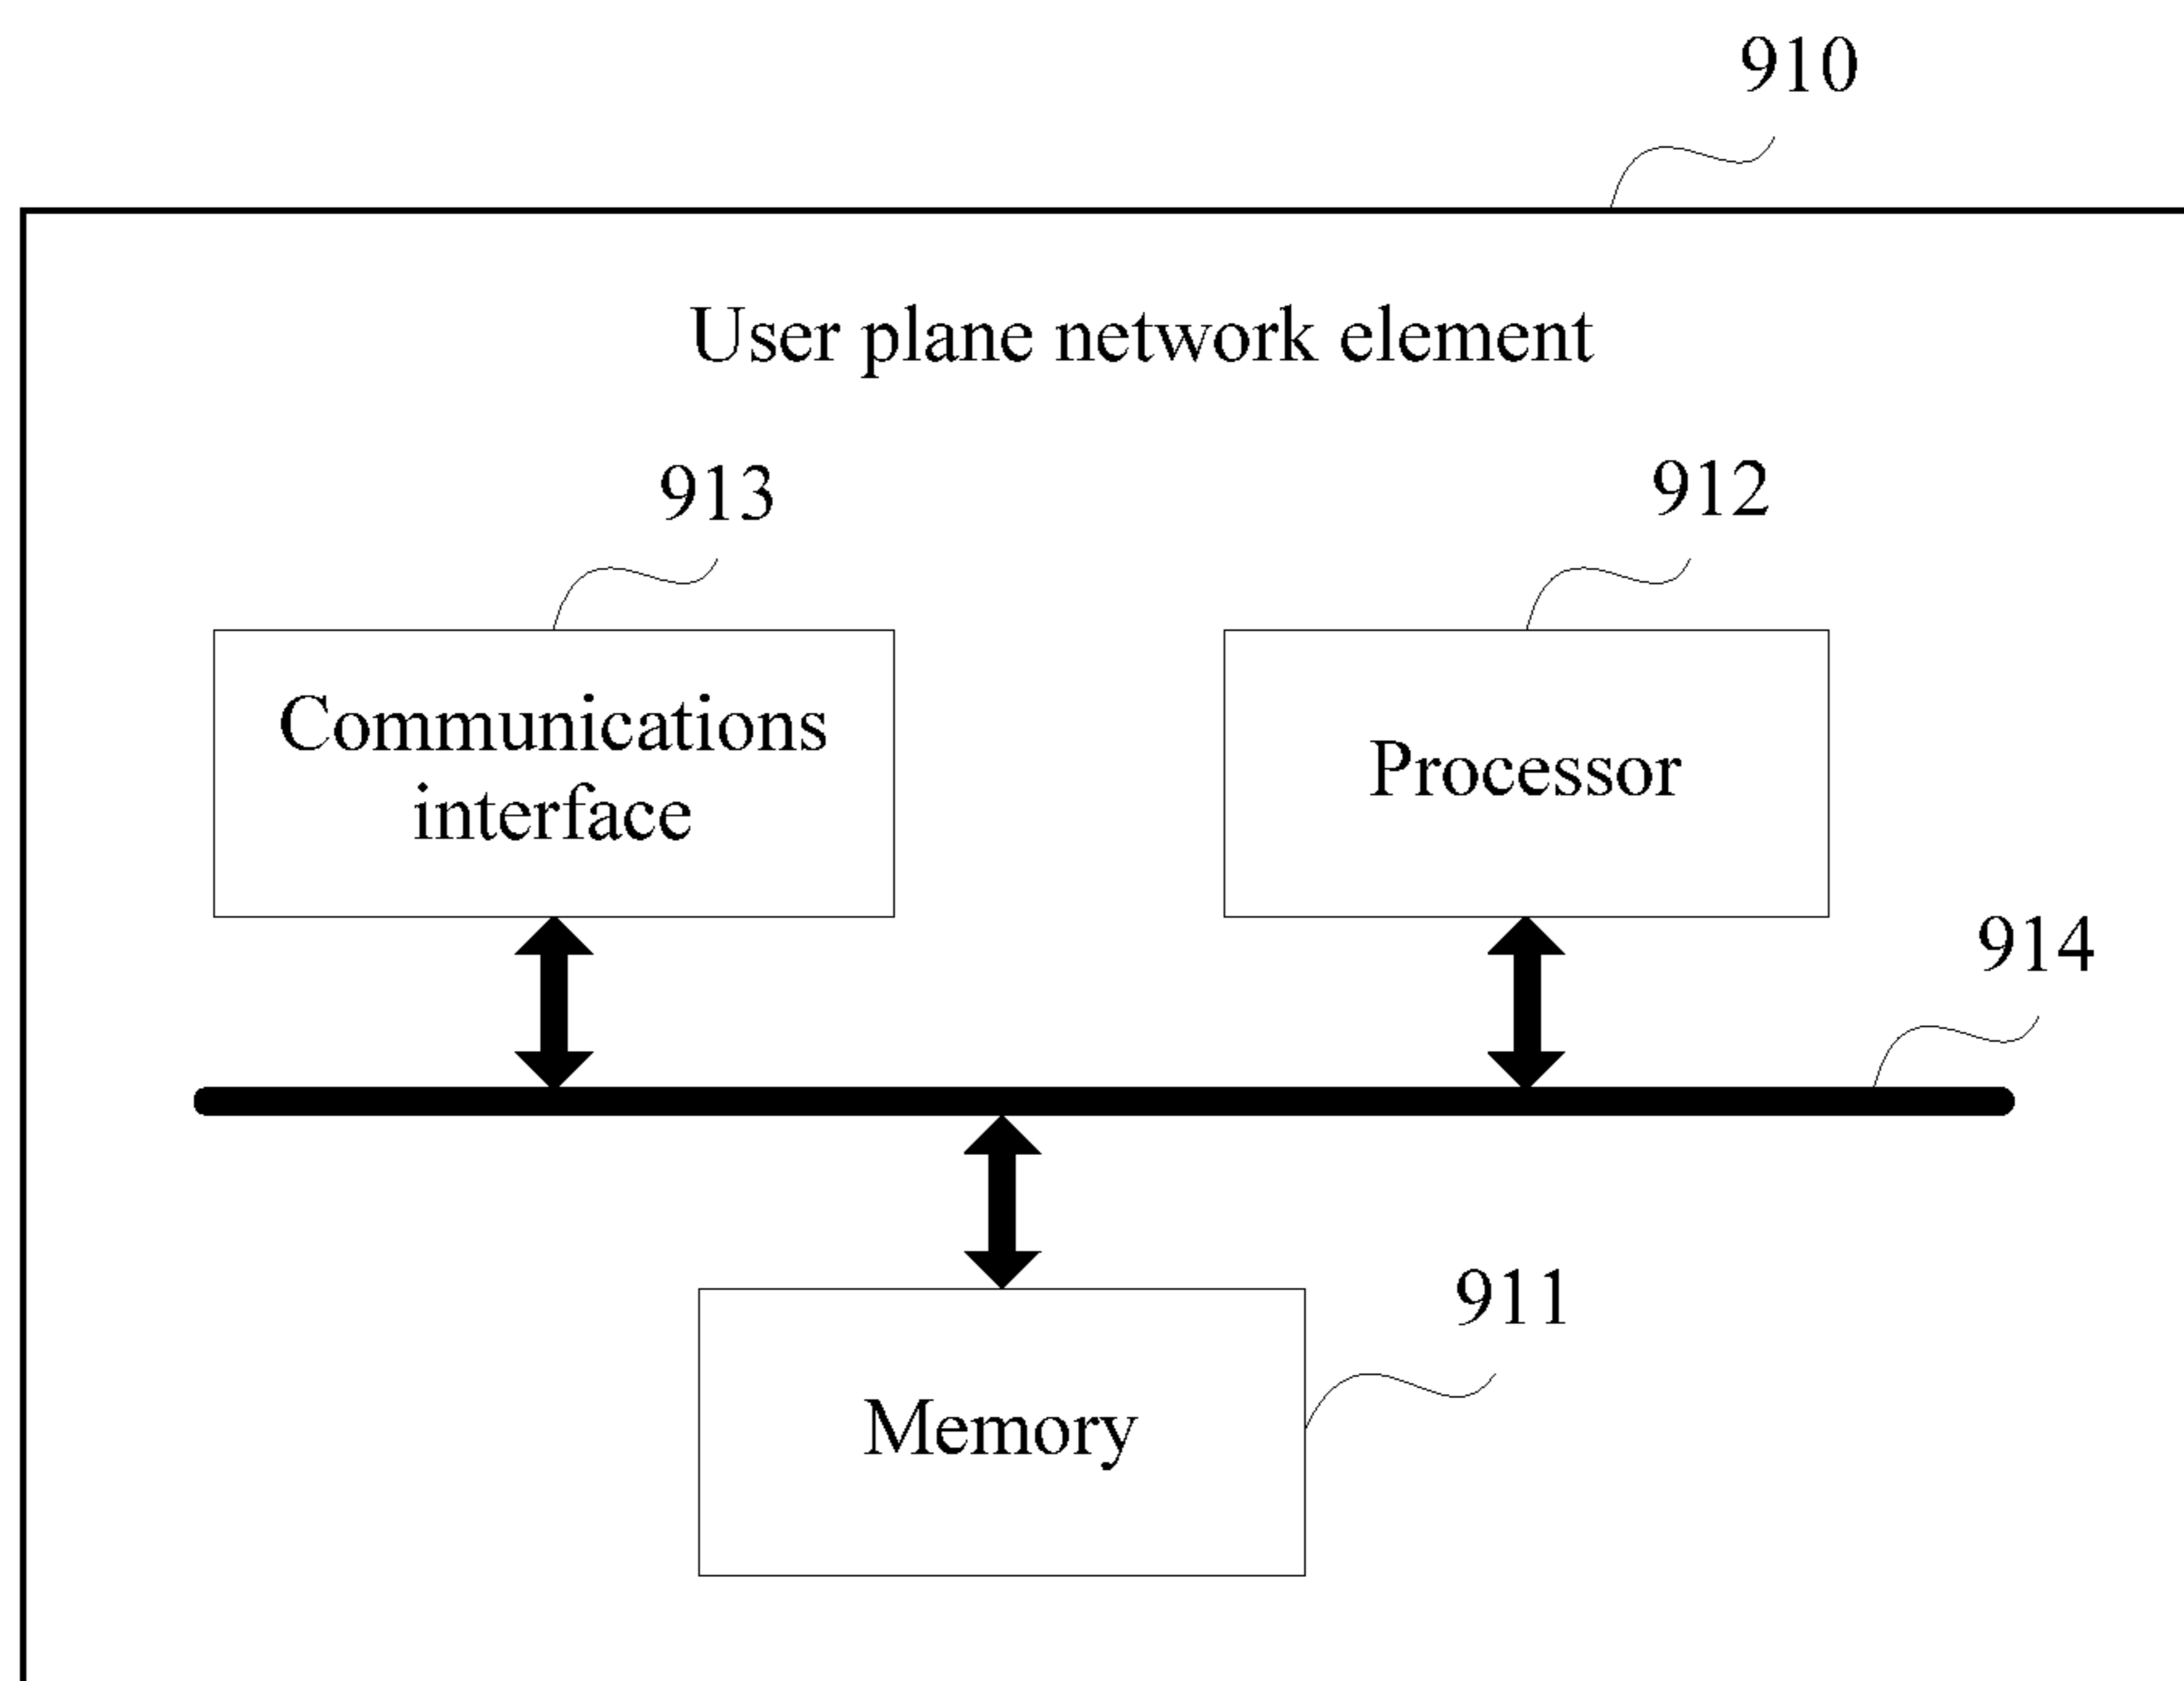 910
User plane network element
913
912
Communications
interface
Processor
914
911
Memory